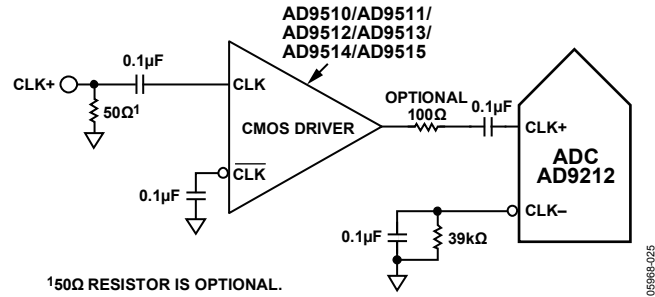 AD9510/AD9511/
AD9512/AD9513/
AD9514/AD9515
0.1µF
CLK+
CLK
50Ω1
CMOS DRIVER
CLK
0.1µF
OPTIONAL
100Ω
0.1µF
CLK+
ADC
AD9212
CLK–
0.1µF
39kΩ
150Ω RESISTOR IS OPTIONAL.
05968-025